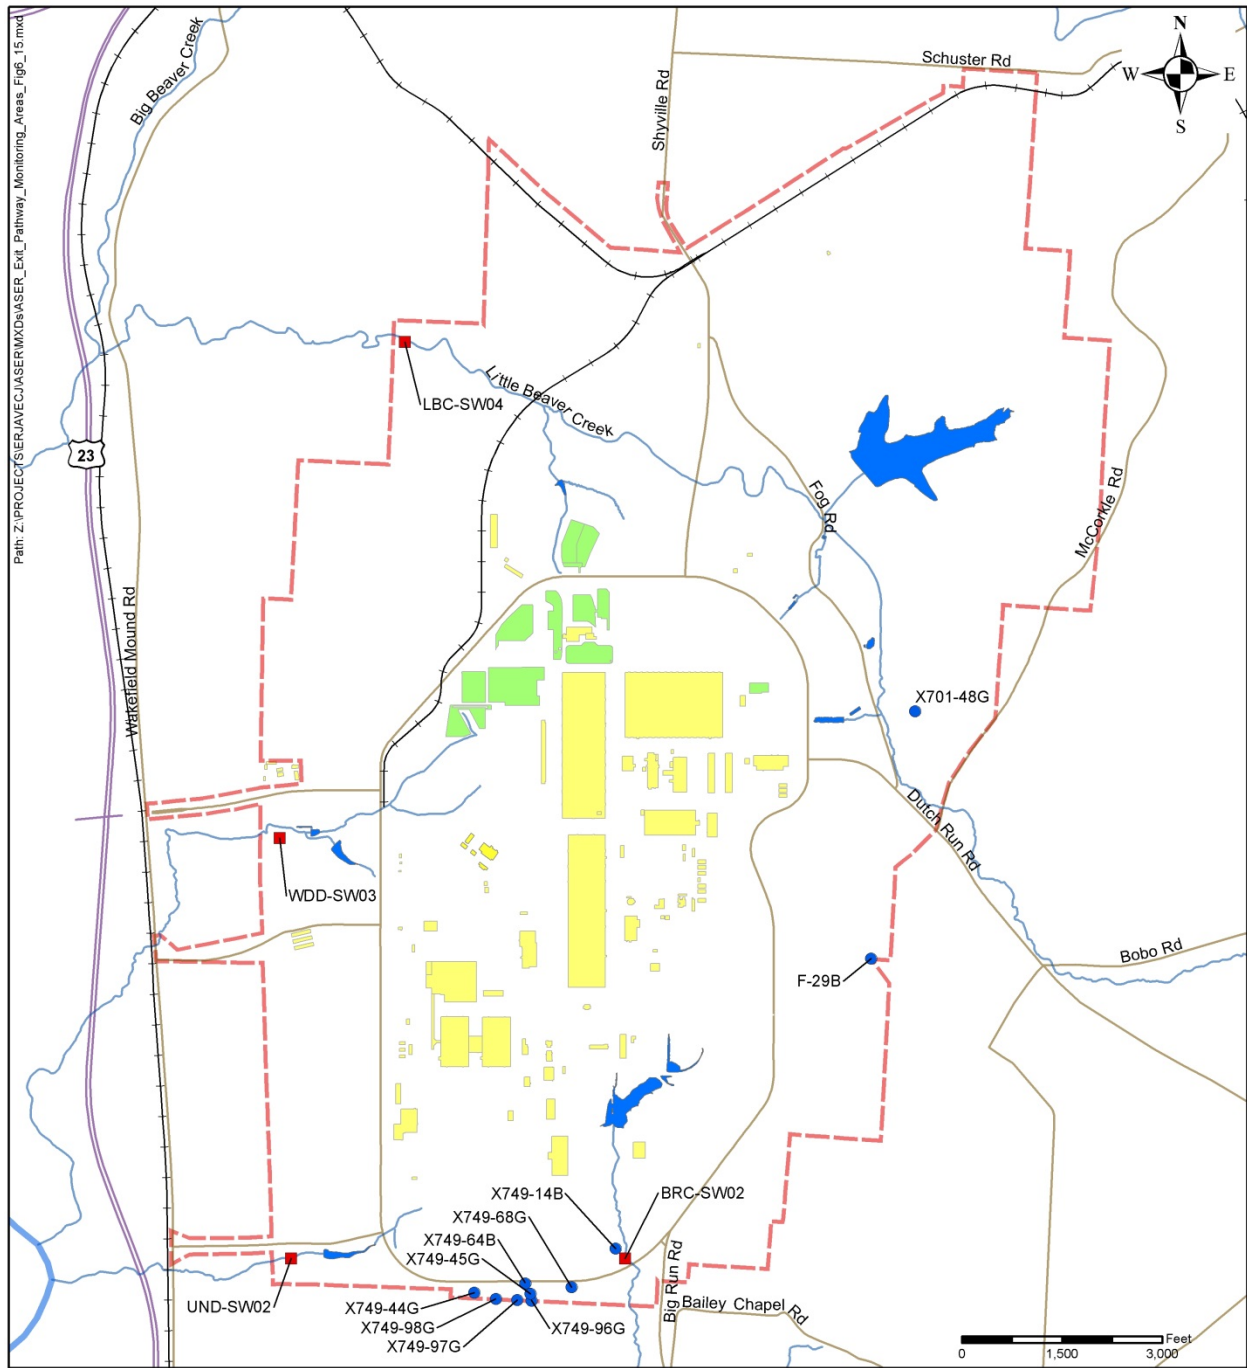 Path: Z:\PROJECTS\ERJAVECJ\ASER\MXDs\ASER_Exit_Pathway_Monitoring_Areas_Fig6_15.mxd
Big Beaver Creek
Shyville Rd
Schuster Rd
N
W
E
S
LBC-SW04
Little Beaver Creek
23
Fog Rd
McCorkle Rd
Wakefield Mound Rd
X701-48G
Dutch Run Rd
WDD-SW03
F-29B
Bobo Rd
X749-14B
BRC-SW02
X749-68G
X749-64B
X749-45G
UND-SW02
X749-44G
X749-98G
X749-97G
X749-96G
Big Run Rd
Bailey Chapel Rd
Feet
0 1,500 3,000